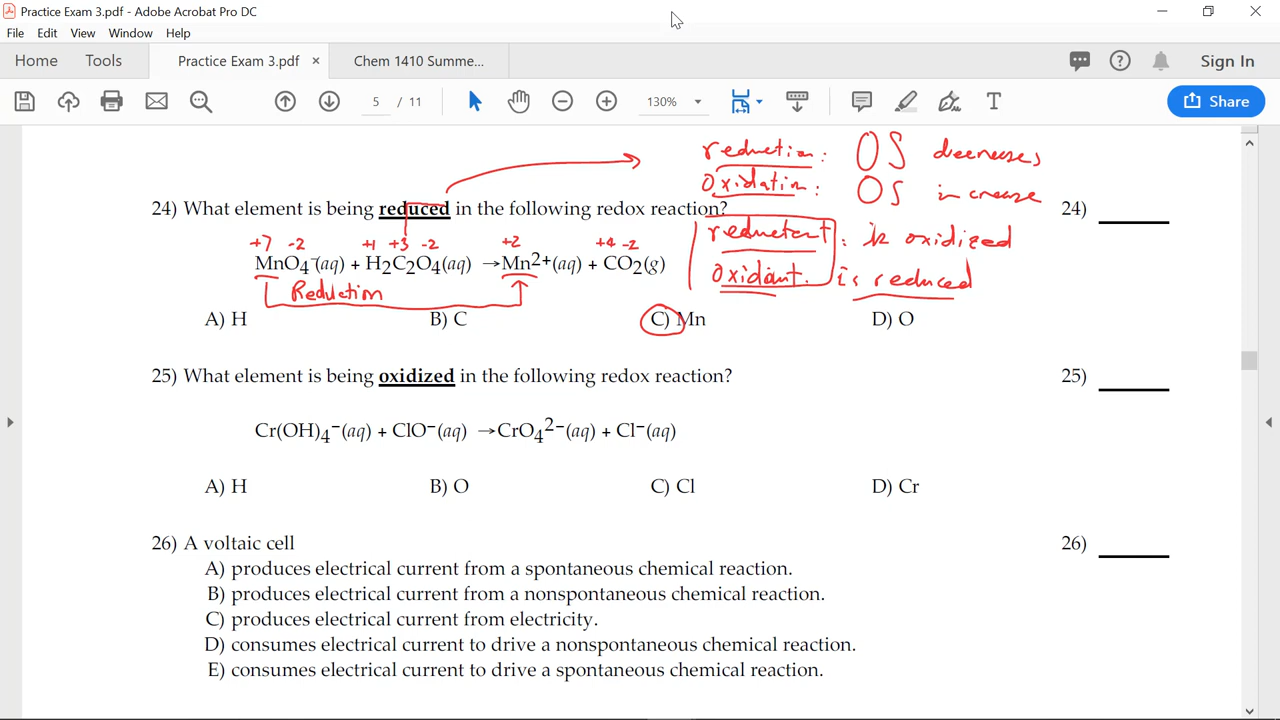 Practice Exam 3.pdf - Adobe Acrobat Pro DC
File Edit View Window Help
Home Tools Practice Exam 3.pdf × Chem 1410 Summe... Sign In
5 / 11 130% Share
reduction: OS decreases
oxidation: OS increase
24) What element is being reduced in the following redox reaction? 24)
reductant: is oxidized
+7 -2 +1 +3 -2 +2 +4 -2
MnO₄⁻(aq) + H₂C₂O₄(aq) →Mn²⁺(aq) + CO₂(g)
oxidant. is reduced
Reduction
A) H B) C C) Mn D) O
25) What element is being oxidized in the following redox reaction? 25)
Cr(OH)₄⁻(aq) + ClO⁻(aq) →CrO₄²⁻(aq) + Cl⁻(aq)
A) H B) O C) Cl D) Cr
26) A voltaic cell 26)
A) produces electrical current from a spontaneous chemical reaction.
B) produces electrical current from a nonspontaneous chemical reaction.
C) produces electrical current from electricity.
D) consumes electrical current to drive a nonspontaneous chemical reaction.
E) consumes electrical current to drive a spontaneous chemical reaction.